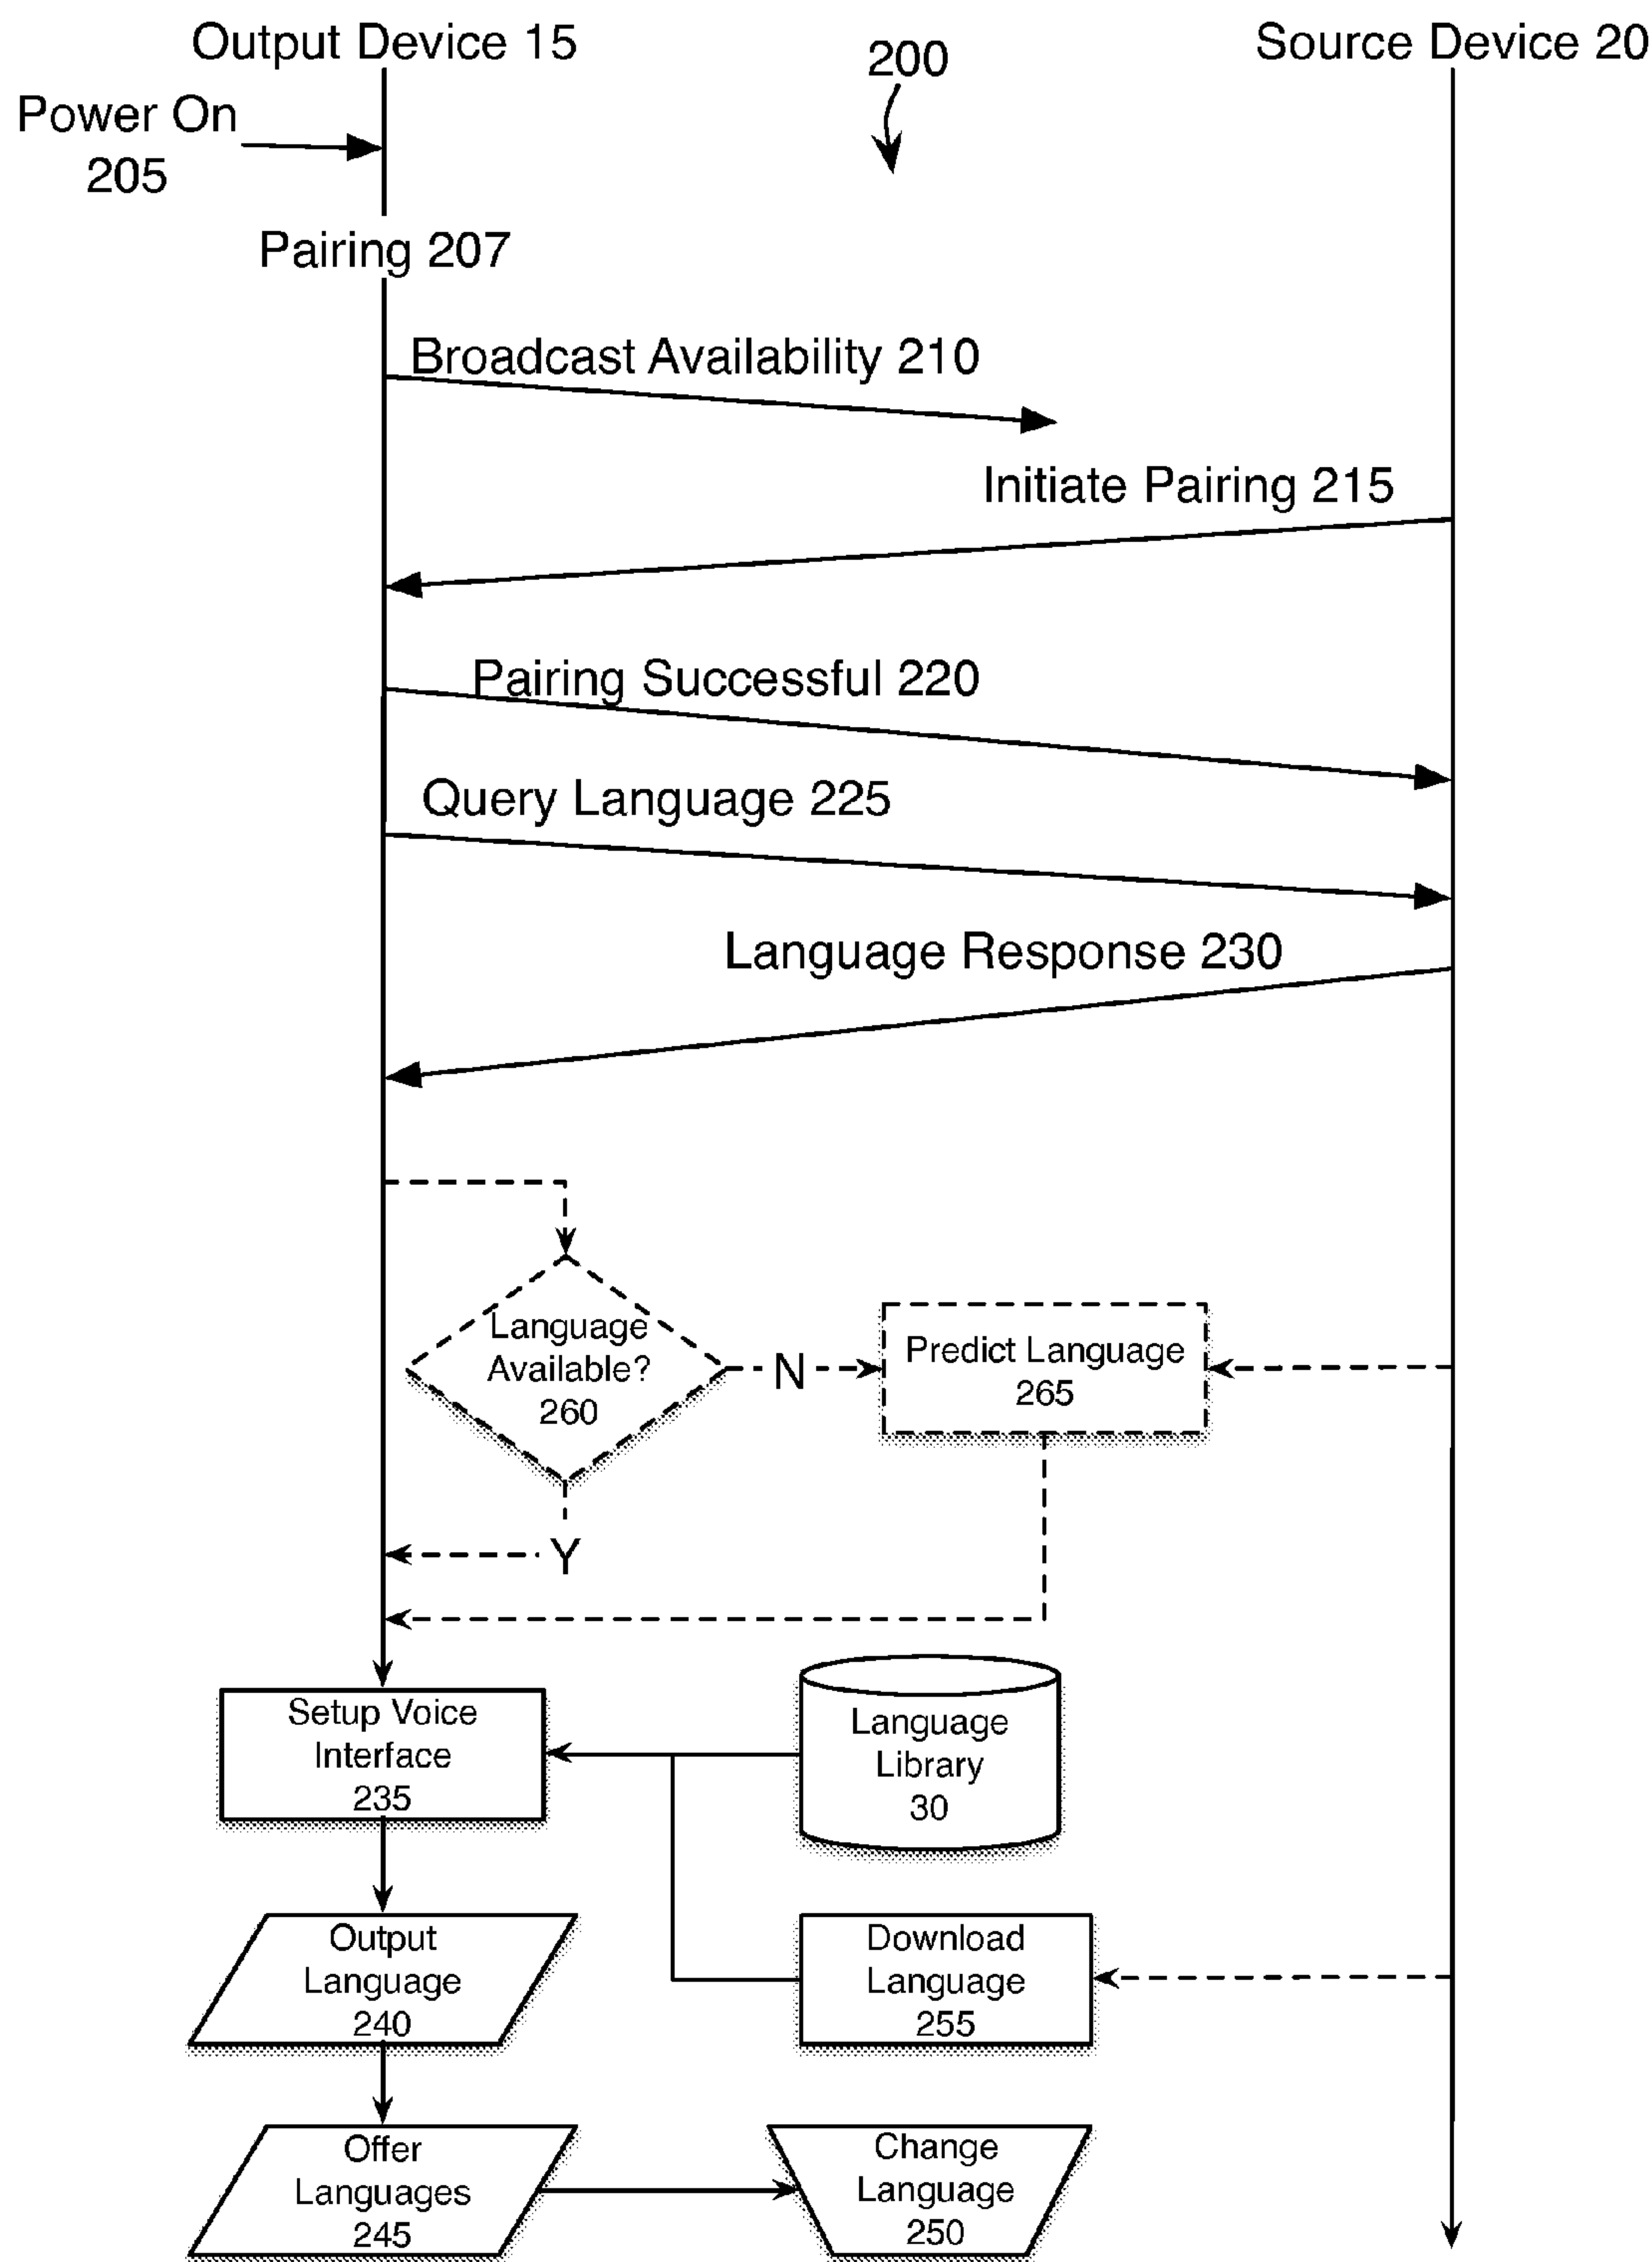 Output Device 15
200
Source Device 20
Power On
205
Pairing 207
Broadcast Availability 210
Initiate Pairing 215
Pairing Successful 220
Query Language 225
Language Response 230
Language
Available?
260
N
Predict Language
265
Y
Setup Voice
Interface
235
Language
Library
30
Output
Language
240
Download
Language
255
Offer
Languages
245
Change
Language
250